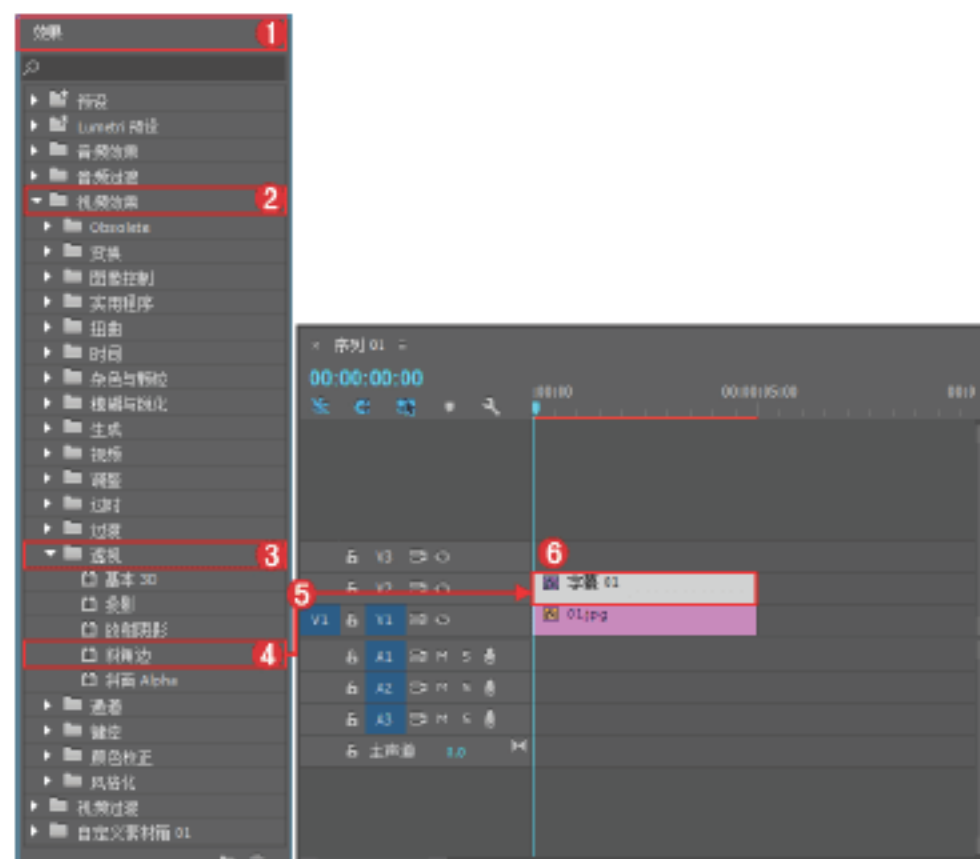 效果
1
预设
Lumetri 预设
音频效果
音频过渡
视频效果
2
Obsolete
变换
图像控制
实用程序
扭曲
时间
杂色与颗粒
模糊与锐化
生成
视频
调整
过时
过渡
透视
3
基本 3D
投影
放射阴影
斜角边
4
斜面 Alpha
通道
键控
颜色校正
风格化
视频过渡
自定义素材箱 01
序列 01
00:00:00:00
:00:00
00:00:05:00
00:0
V3
6
5
V2
字幕 01
V1
V1
01.jpg
A1
M
S
A2
M
S
A3
M
S
主声道
0.0